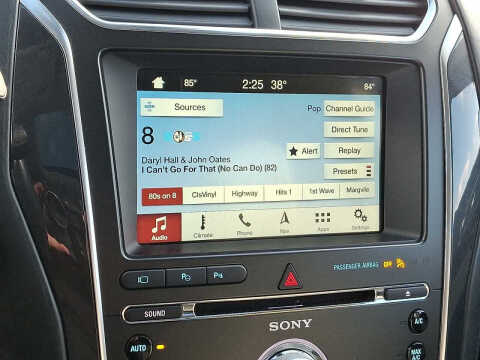 85° 2:25 38° 84°
Sources Pop Channel Guide
8 Direct Tune
Daryl Hall & John Oates Alert Replay
I Can't Go For That (No Can Do) (82)
Presets
80s on 8 ClsVinyl Highway Hits 1 1st Wave Margvile
Audio Climate Phone Nav Apps Settings
PASSENGER AIRBAG OFF
SOUND
SONY
AUTO A/C
MAX A/C